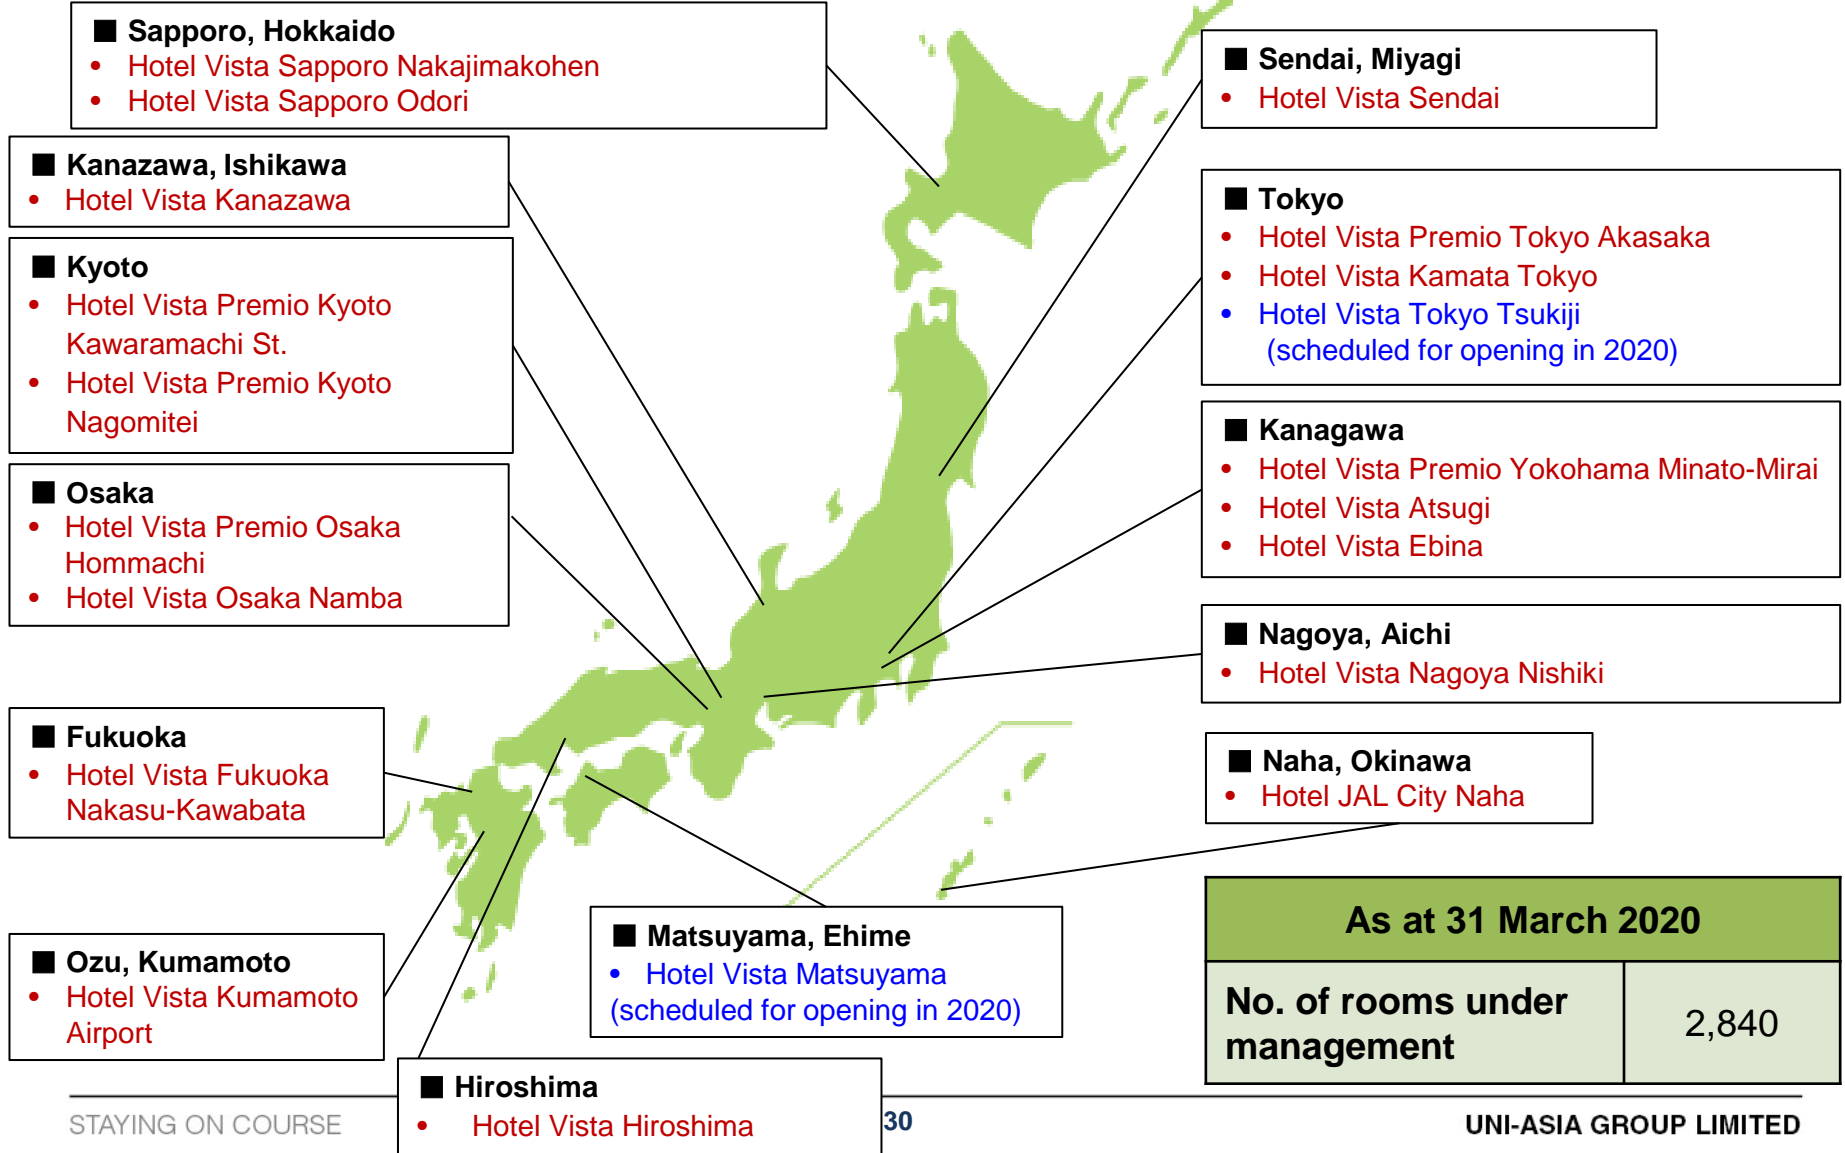 ■ Sapporo, Hokkaido
• Hotel Vista Sapporo Nakajimakohen
• Hotel Vista Sapporo Odori
■ Kanazawa, Ishikawa
• Hotel Vista Kanazawa
■ Kyoto
• Hotel Vista Premio Kyoto
Kawaramachi St.
• Hotel Vista Premio Kyoto
Nagomitei
■ Osaka
• Hotel Vista Premio Osaka
Hommachi
• Hotel Vista Osaka Namba
■ Fukuoka
• Hotel Vista Fukuoka
Nakasu-Kawabata
■ Ozu, Kumamoto
• Hotel Vista Kumamoto
Airport
■ Hiroshima
• Hotel Vista Hiroshima
■ Matsuyama, Ehime
• Hotel Vista Matsuyama
(scheduled for opening in 2020)
■ Sendai, Miyagi
• Hotel Vista Sendai
■ Tokyo
• Hotel Vista Premio Tokyo Akasaka
• Hotel Vista Kamata Tokyo
• Hotel Vista Tokyo Tsukiji
(scheduled for opening in 2020)
■ Kanagawa
• Hotel Vista Premio Yokohama Minato-Mirai
• Hotel Vista Atsugi
• Hotel Vista Ebina
■ Nagoya, Aichi
• Hotel Vista Nagoya Nishiki
■ Naha, Okinawa
• Hotel JAL City Naha
As at 31 March 2020
No. of rooms under
management
2,840
STAYING ON COURSE
30
UNI-ASIA GROUP LIMITED